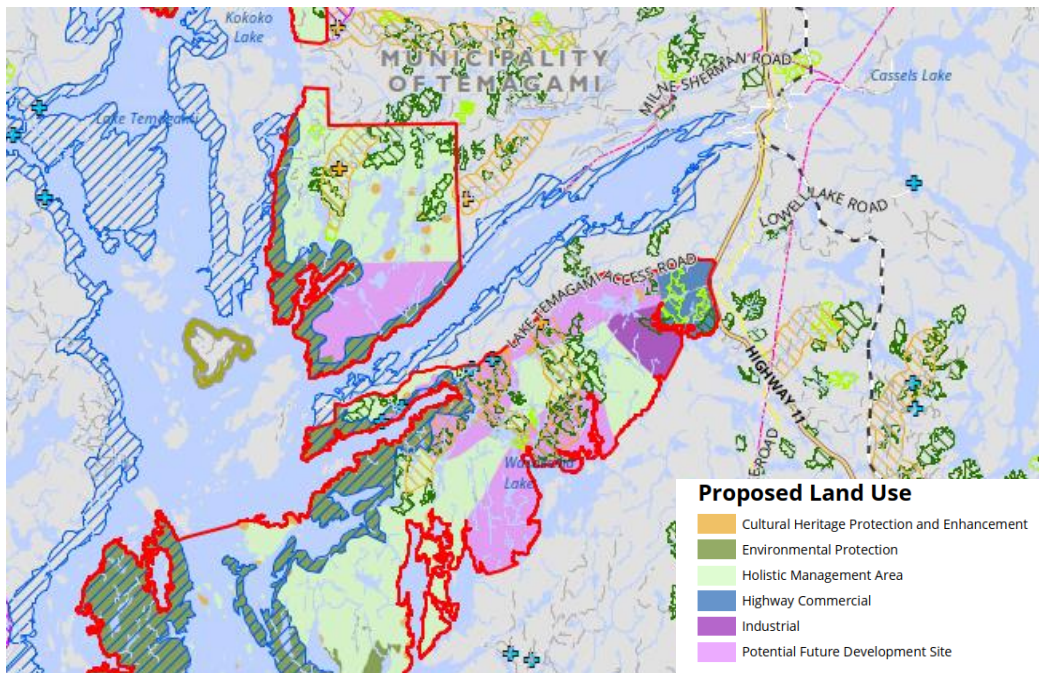 Kokoko
Lake
MUNICIPALITY
OF TEMAGAMI
MILNE-SHERMAN ROAD
Cassels Lake
Lake Temagami
LOWELL LAKE ROAD
LAKE TEMAGAMI ACCESS ROAD
HIGHWAY 11
E-ROAD
Lake
Proposed Land Use
Cultural Heritage Protection and Enhancement
Environmental Protection
Holistic Management Area
Highway Commercial
Industrial
Potential Future Development Site